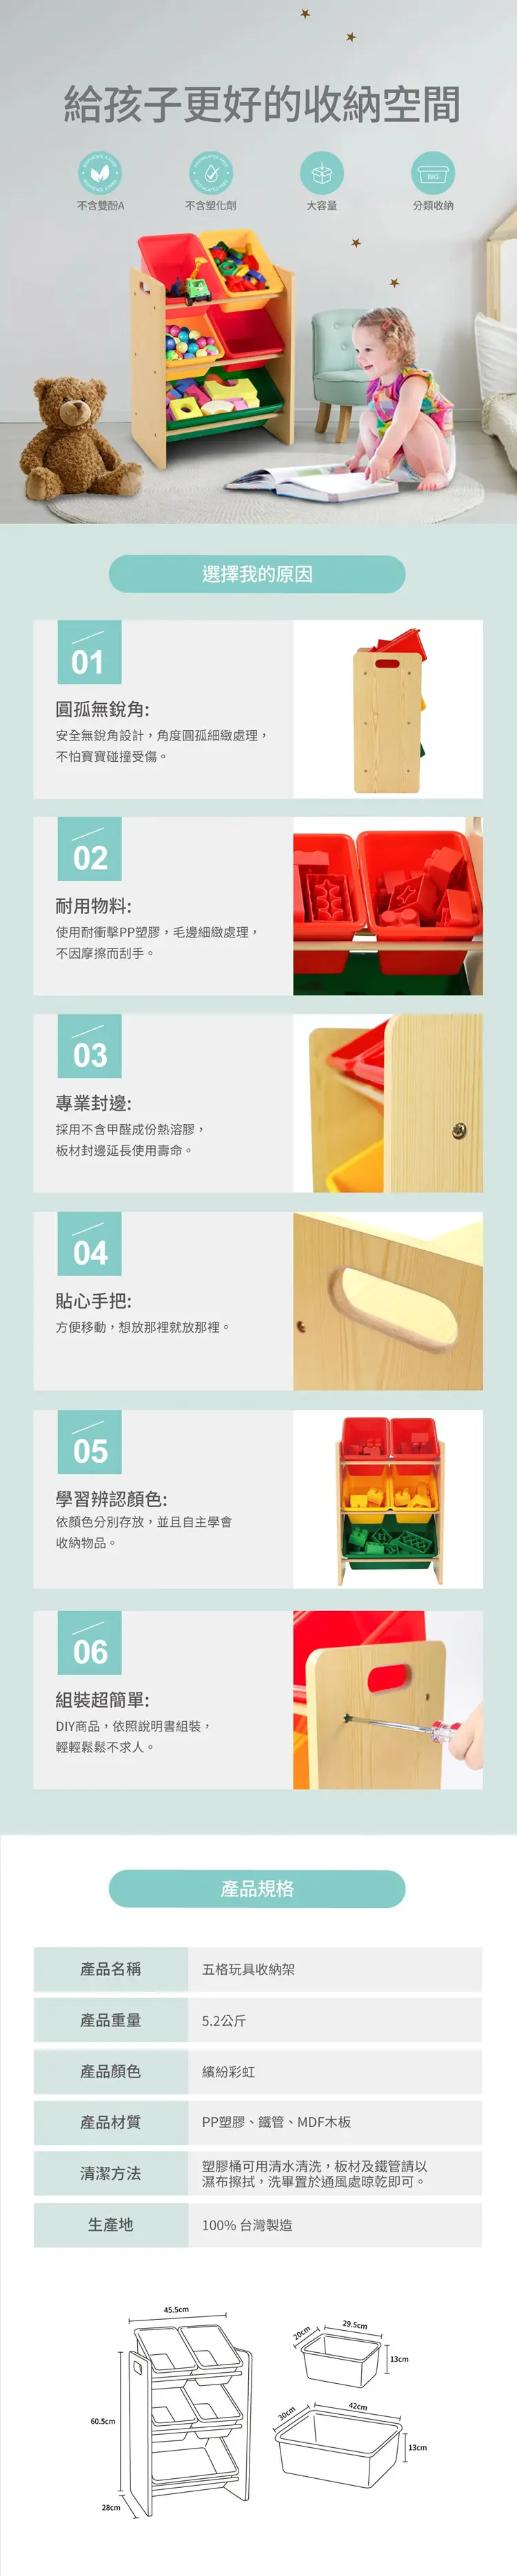 給孩子更好的收納空間
不含雙酚A
不含塑化劑
大容量
BIG
分類收納
選擇我的原因
01
圓孤無銳角:
安全無銳角設計，角度圓孤細緻處理，
不怕寶寶碰撞受傷。
02
耐用物料:
使用耐衝擊PP塑膠，毛邊細緻處理，
不因摩擦而刮手。
03
專業封邊:
採用不含甲醛成份熱溶膠，
板材封邊延長使用壽命。
04
貼心手把:
方便移動，想放那裡就放那裡。
05
學習辨認顏色:
依顏色分別存放，並且自主學會
收納物品。
06
組裝超簡單:
DIY商品，依照說明書組裝，
輕輕鬆鬆不求人。
產品規格
產品名稱 五格玩具收納架
產品重量 5.2公斤
產品顏色 繽紛彩虹
產品材質 PP塑膠、鐵管、MDF木板
清潔方法 塑膠桶可用清水清洗，板材及鐵管請以
濕布擦拭，洗畢置於通風處晾乾即可。
生產地 100% 台灣製造
45.5cm
60.5cm
28cm
20cm
29.5cm
13cm
30cm
42cm
13cm